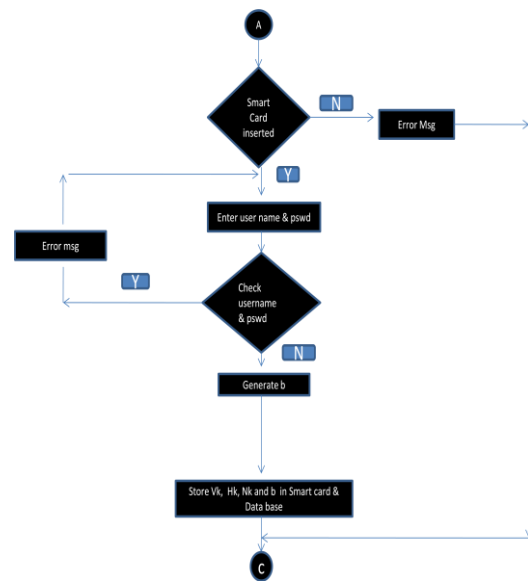 A
Smart
Card
inserted
N
Error Msg
Y
Enter user name & pswd
Error msg
Y
Check
username
& pswd
N
Generate b
Store Vk, Hk, Nk and b in Smart card &
Data base
C